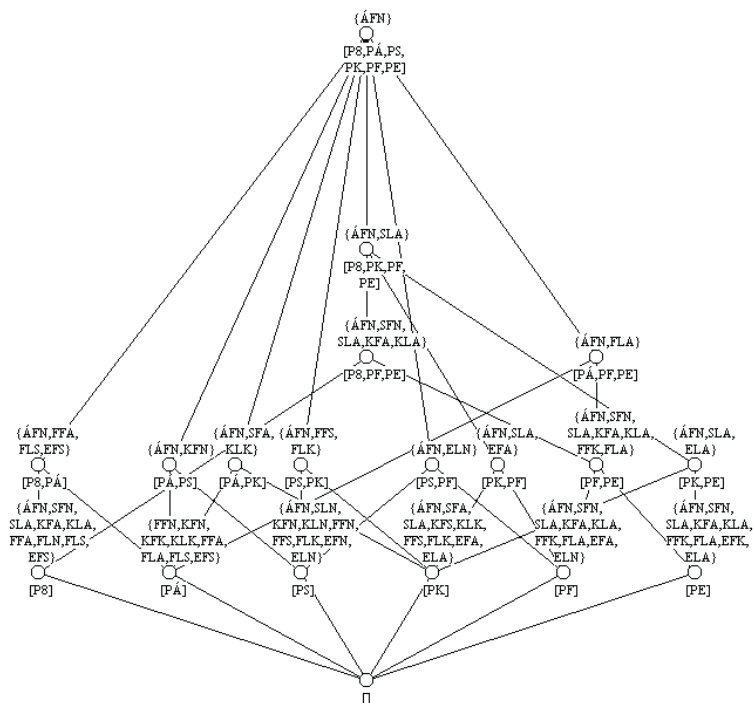 {ÁFN}
[P8,PÁ,PS,
PK,PF,PE]
{ÁFN,SLA}
[P8,PK,PF,
PE]
{ÁFN,SFN,
SLA,KFA,KLA}
[P8,PF,PE]
{ÁFN,FLA}
[PÁ,PF,PE]
{ÁFN,FFA,
FLS,EFS}
[P8,PÁ]
{ÁFN,KFN}
[PÁ,PS]
{ÁFN,SFA,
KLK}
[PÁ,PK]
{ÁFN,FFS,
FLK}
[PS,PK]
{ÁFN,ELN}
[PS,PF]
{ÁFN,SLA,
EFA}
[PK,PF]
{ÁFN,SFN,
SLA,KFA,KLA,
FFK,FLA}
[PF,PE]
{ÁFN,SLA,
ELA}
[PK,PE]
{ÁFN,SFN,
SLA,KFA,KLA,
FFA,FLN,FLS,
EFS}
[P8]
{FFN,KFN,
KFK,KLK,FFA,
FLA,FLS,EFS}
[PÁ]
{ÁFN,SLN,
KFN,KLN,FFN,
FFS,FLK,EFN,
ELN}
[PS]
{ÁFN,SFA,
SLA,KFS,KLK,
FFS,FLK,EFA,
ELA}
[PK]
{ÁFN,SFN,
SLA,KFA,KLA,
FFK,FLA,EFA,
ELN}
[PF]
{ÁFN,SFN,
SLA,KFA,KLA,
FFK,FLA,EFK,
ELA}
[PE]
[]